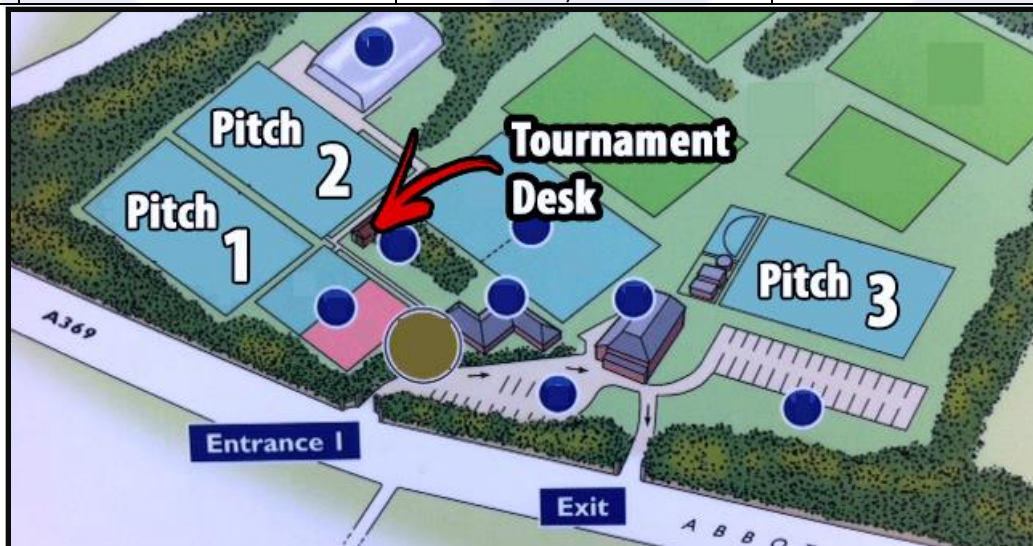 Pitch
2
Tournament
Desk
Pitch
1
Pitch
3
A369
Entrance 1
Exit
A B B O